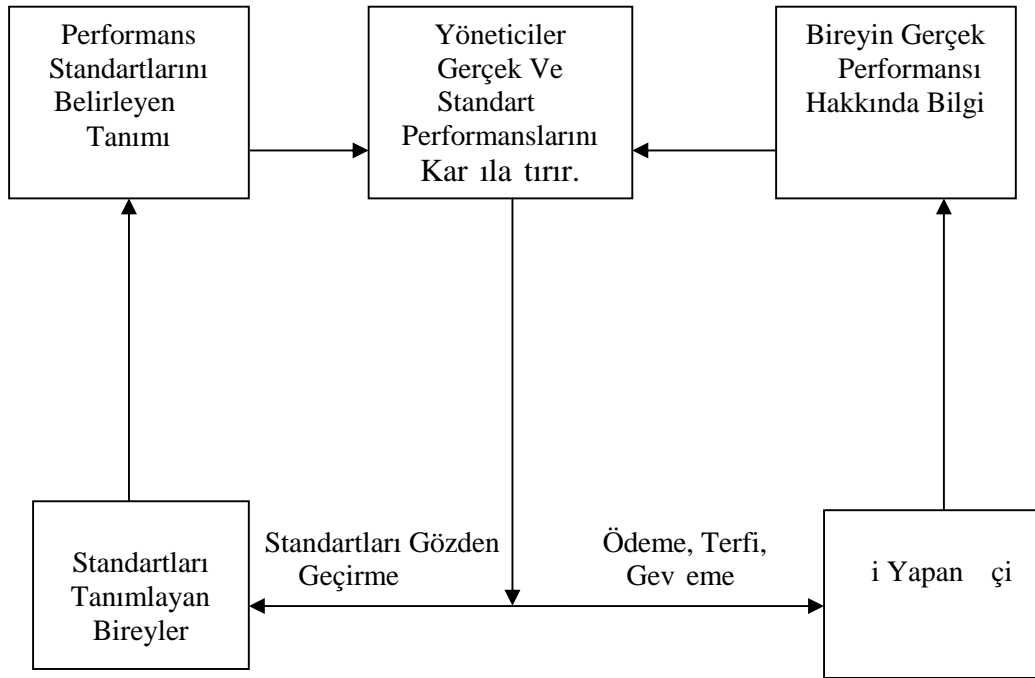 Performans
Standartlarını
Belirleyen
Tanımı
Yöneticiler
Gerçek Ve
Standart
Performanslarını
Kar ıla tırır.
Bireyin Gerçek
Performansı
Hakkında Bilgi
Standartları
Tanımlayan
Bireyler
Standartları Gözden
Geçirme
Ödeme, Terfi,
Gev eme
i Yapan çi